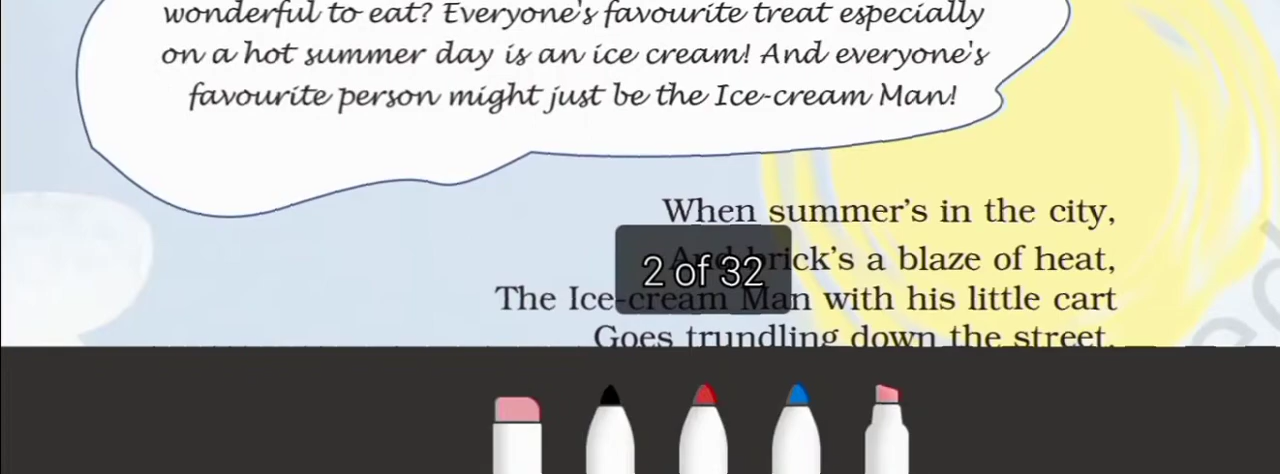 wonderful to eat? Everyone's favourite treat especially
on a hot summer day is an ice cream! And everyone's
favourite person might just be the Ice-cream Man!
When summer's in the city,
And brick's a blaze of heat,
2 of 32
The Ice-cream Man with his little cart
Goes trundling down the street.